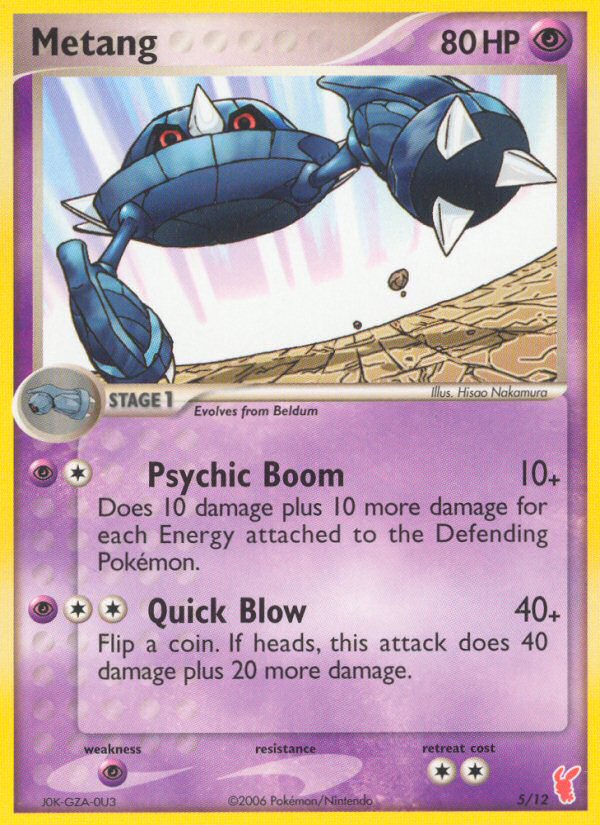 Metang 80 HP
Illus. Hisao Nakamura
STAGE 1
Evolves from Beldum
Psychic Boom 10+
Does 10 damage plus 10 more damage for
each Energy attached to the Defending
Pokémon.
Quick Blow 40+
Flip a coin. If heads, this attack does 40
damage plus 20 more damage.
weakness resistance retreat cost
J0K-GZA-0U3 ©2006 Pokémon/Nintendo 5/12